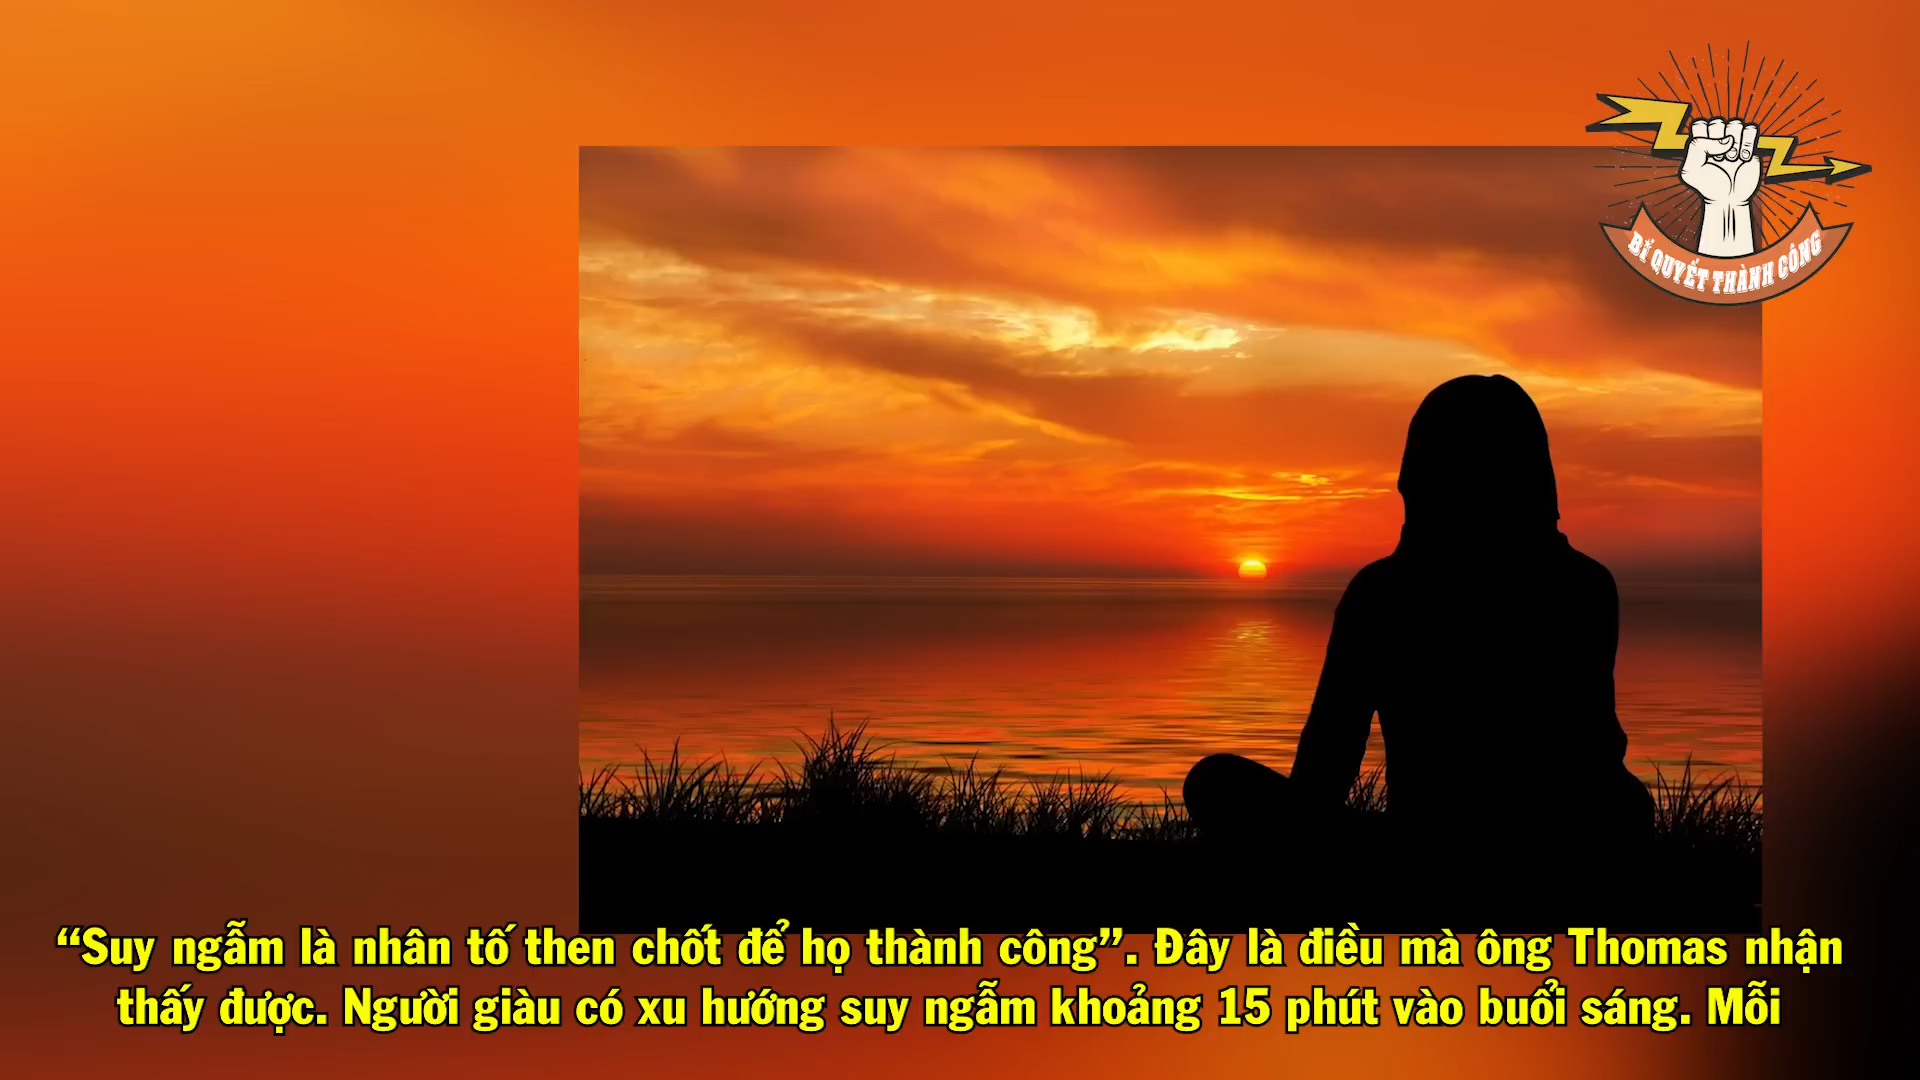 BÍ QUYẾT THÀNH CÔNG
“Suy ngẫm là nhân tố then chốt để họ thành công”. Đây là điều mà ông Thomas nhận
thấy được. Người giàu có xu hướng suy ngẫm khoảng 15 phút vào buổi sáng. Mỗi